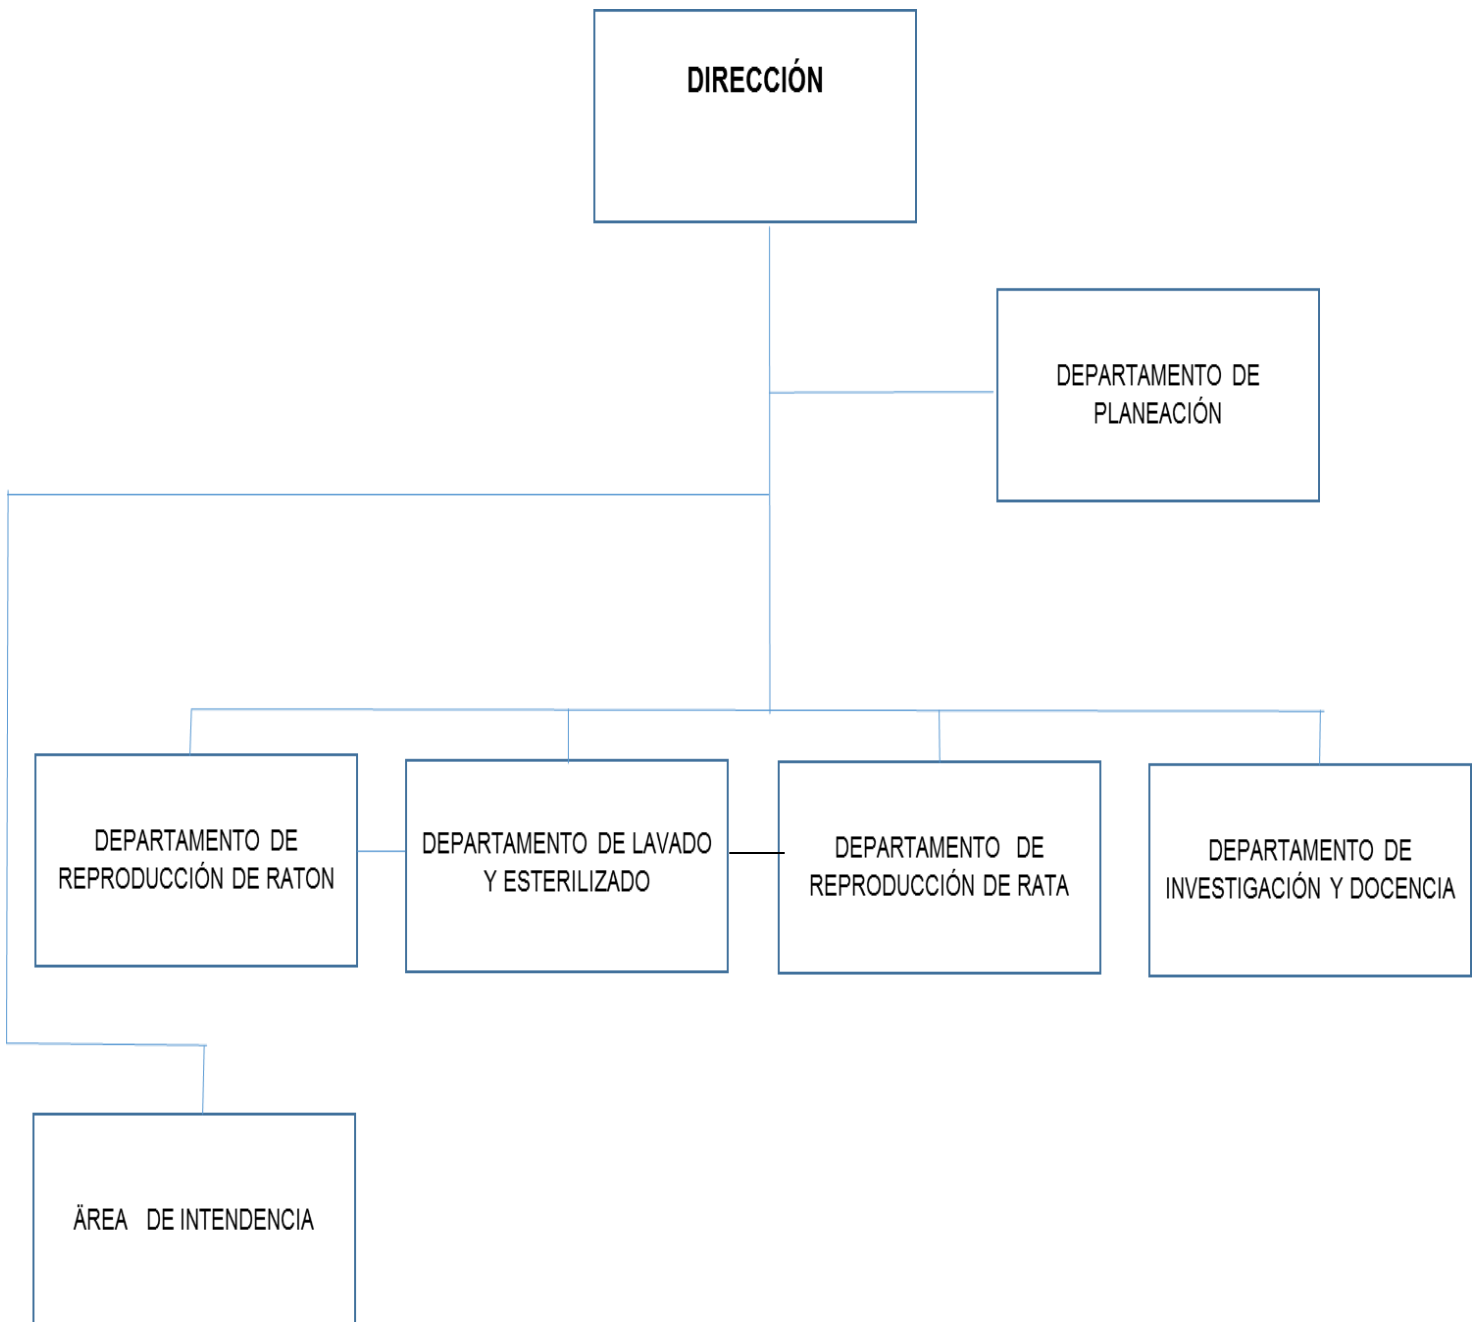 DIRECCIÓN
DEPARTAMENTO DE
PLANEACIÓN
DEPARTAMENTO DE
REPRODUCCIÓN DE RATON
DEPARTAMENTO DE LAVADO
Y ESTERILIZADO
DEPARTAMENTO DE
REPRODUCCIÓN DE RATA
DEPARTAMENTO DE
INVESTIGACIÓN Y DOCENCIA
ÄREA DE INTENDENCIA